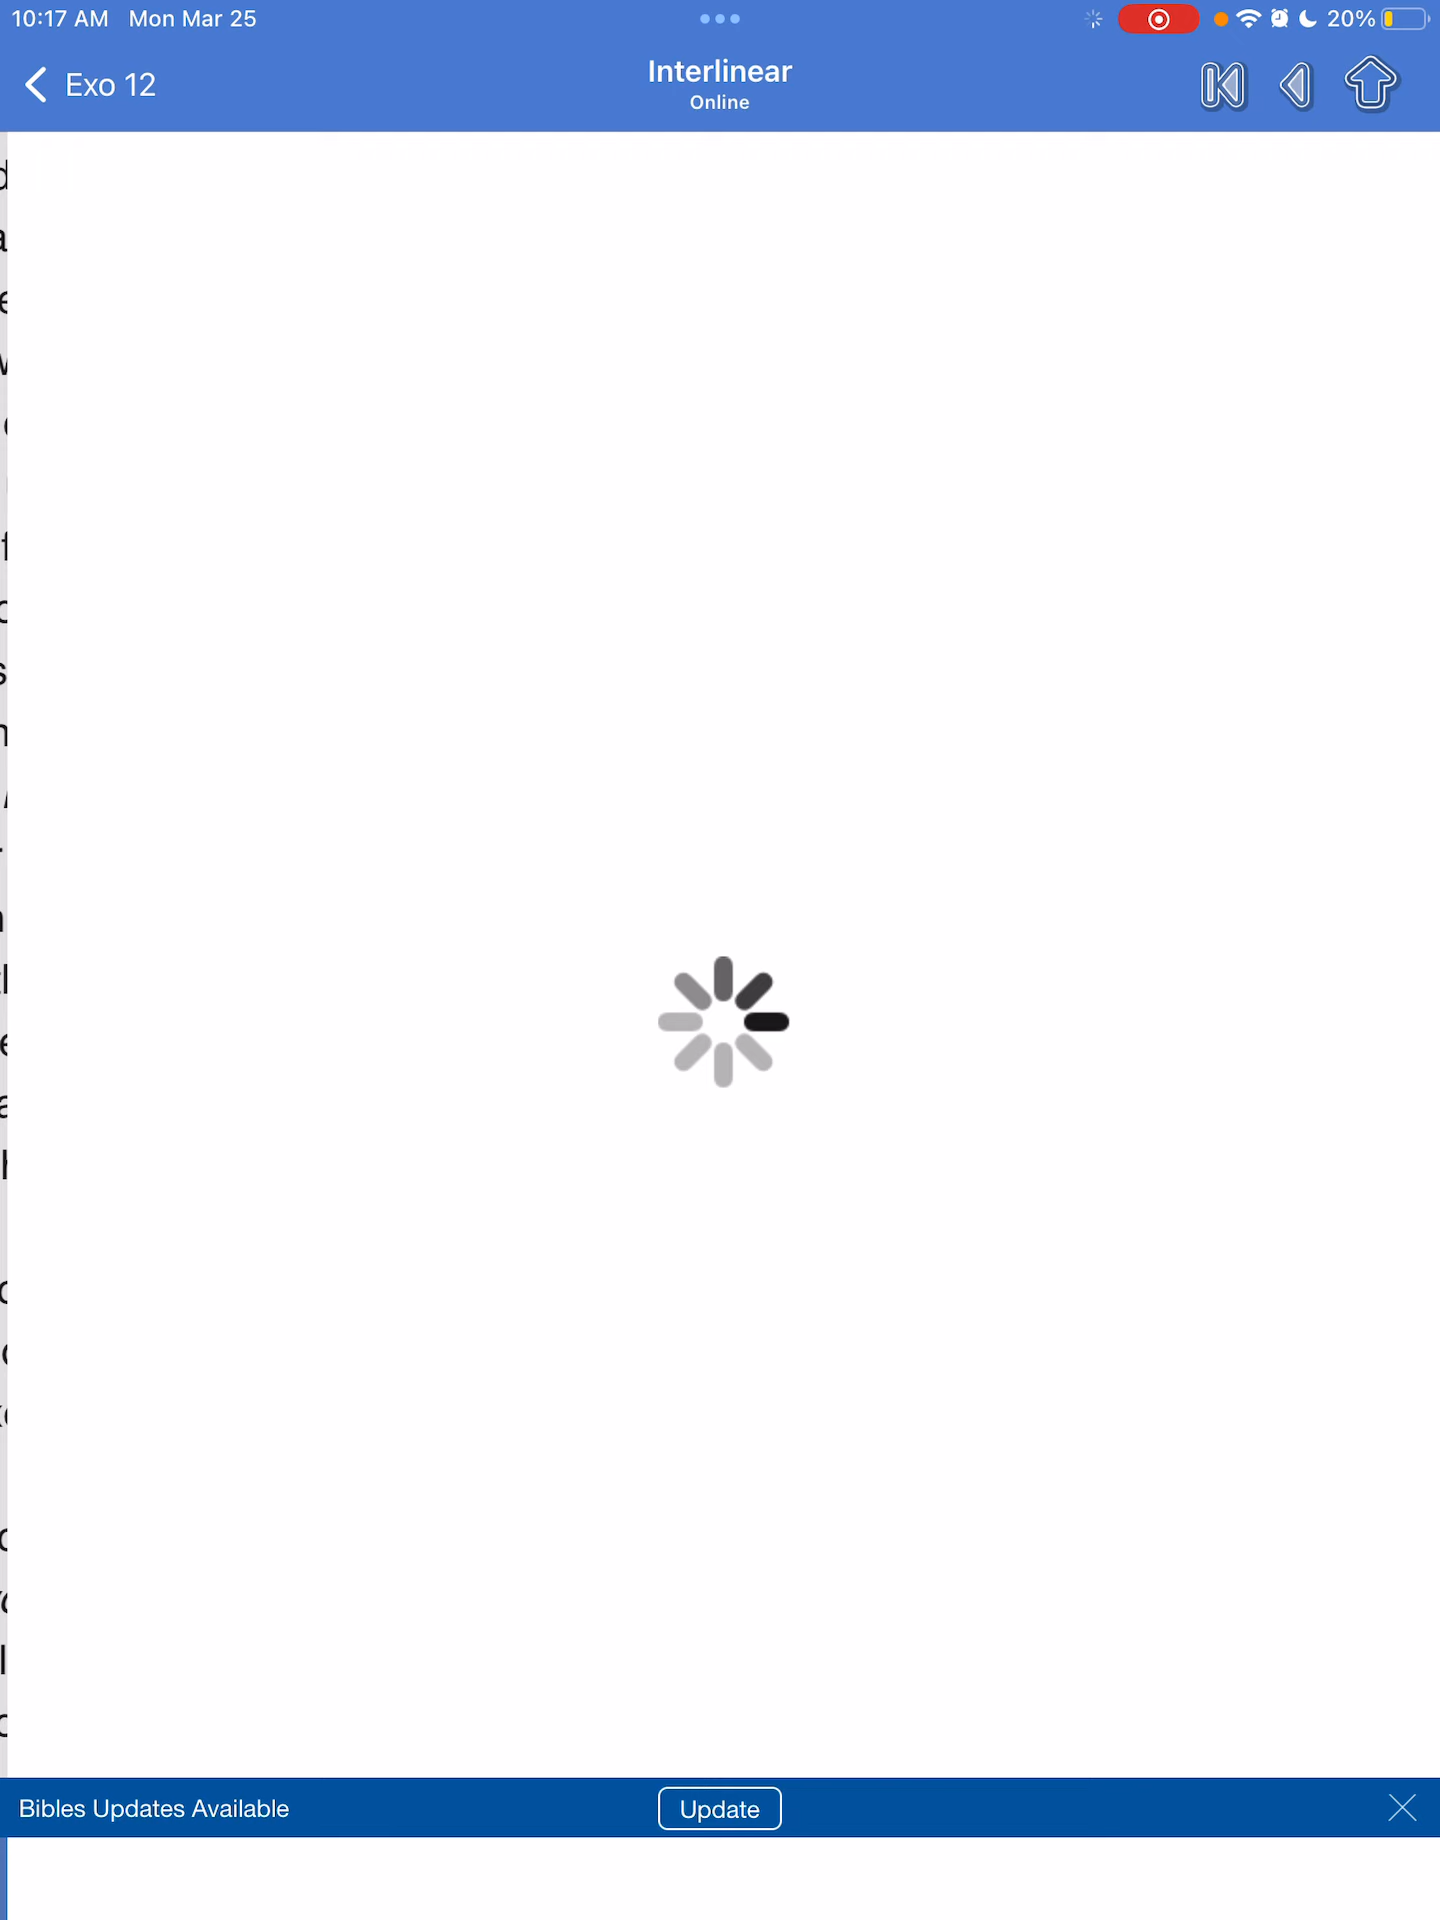 10:17 AM Mon Mar 25
20%
Exo 12
Interlinear
Online
Bibles Updates Available
Update